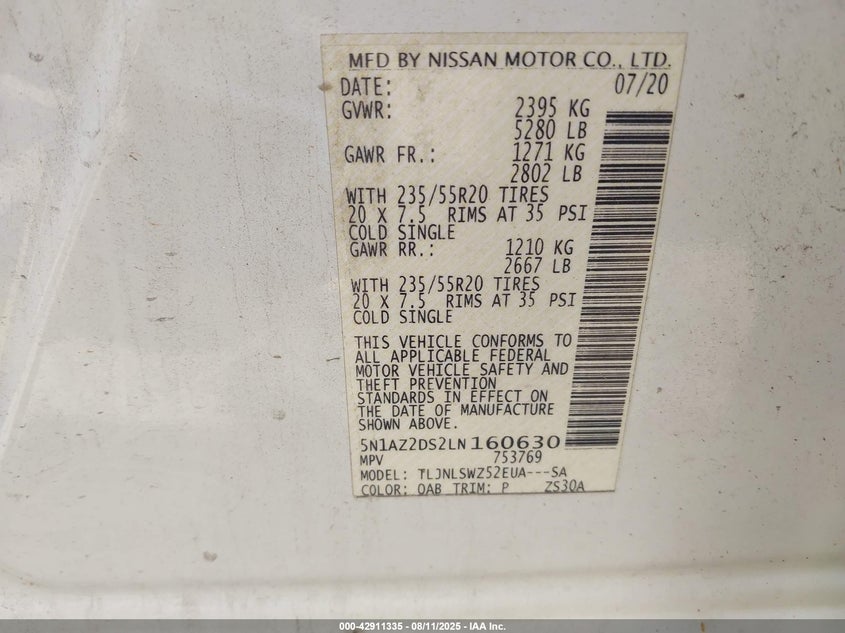 MFD BY NISSAN MOTOR CO., LTD.
DATE: 07/20
GVWR: 2395 KG
5280 LB
GAWR FR.: 1271 KG
2802 LB
WITH 235/55R20 TIRES
20 X 7.5 RIMS AT 35 PSI
COLD SINGLE
GAWR RR.: 1210 KG
2667 LB
WITH 235/55R20 TIRES
20 X 7.5 RIMS AT 35 PSI
COLD SINGLE
THIS VEHICLE CONFORMS TO
ALL APPLICABLE FEDERAL
MOTOR VEHICLE SAFETY AND
THEFT PREVENTION
STANDARDS IN EFFECT ON
THE DATE OF MANUFACTURE
SHOWN ABOVE.
5N1AZ2DS2LN160630
MPV 753769
MODEL: TLJNLSWZ52EUA---SA
COLOR: QAB TRIM: P ZS30A
000-42911335 - 08/11/2025 - IAA Inc.